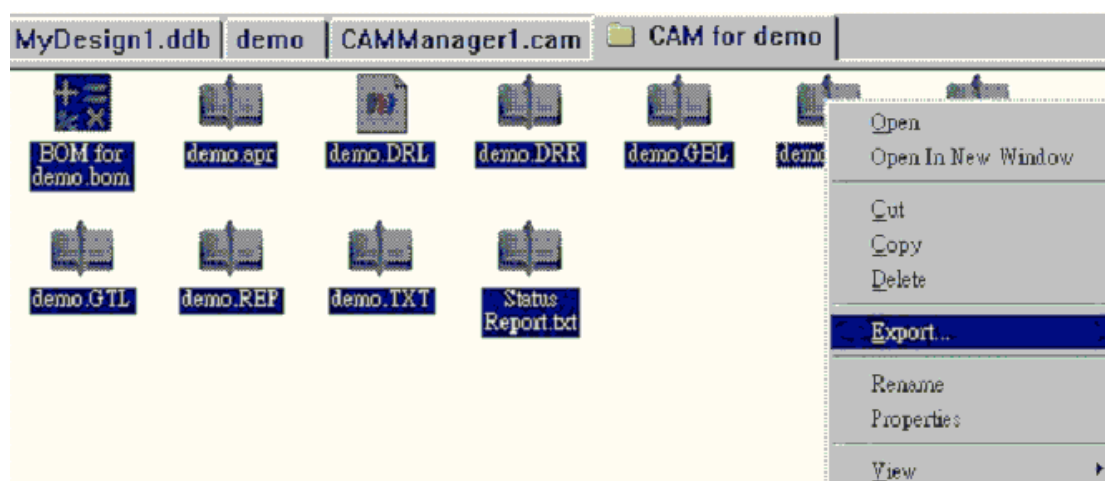 MyDesign1.ddb demo CAMManager1.cam CAM for demo
BOM for demo.bom
demo.apr
demo.DRL
demo.DRR
demo.GBL
demo
demo.GTL
demo.REP
demo.TXT
Status Report.txt
Open
Open In New Window
Cut
Copy
Delete
Export...
Rename
Properties
View